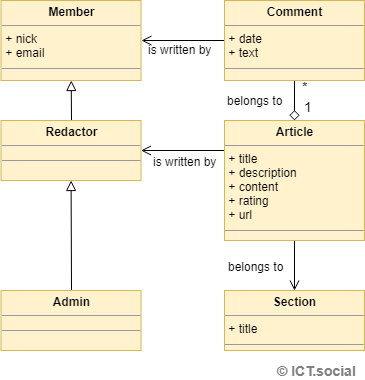 Member
+ nick
+ email
is written by
Comment
+ date
+ text
belongs to
*
1
Redactor
is written by
Article
+ title
+ description
+ content
+ rating
+ url
belongs to
Admin
Section
+ title
© ICT.social